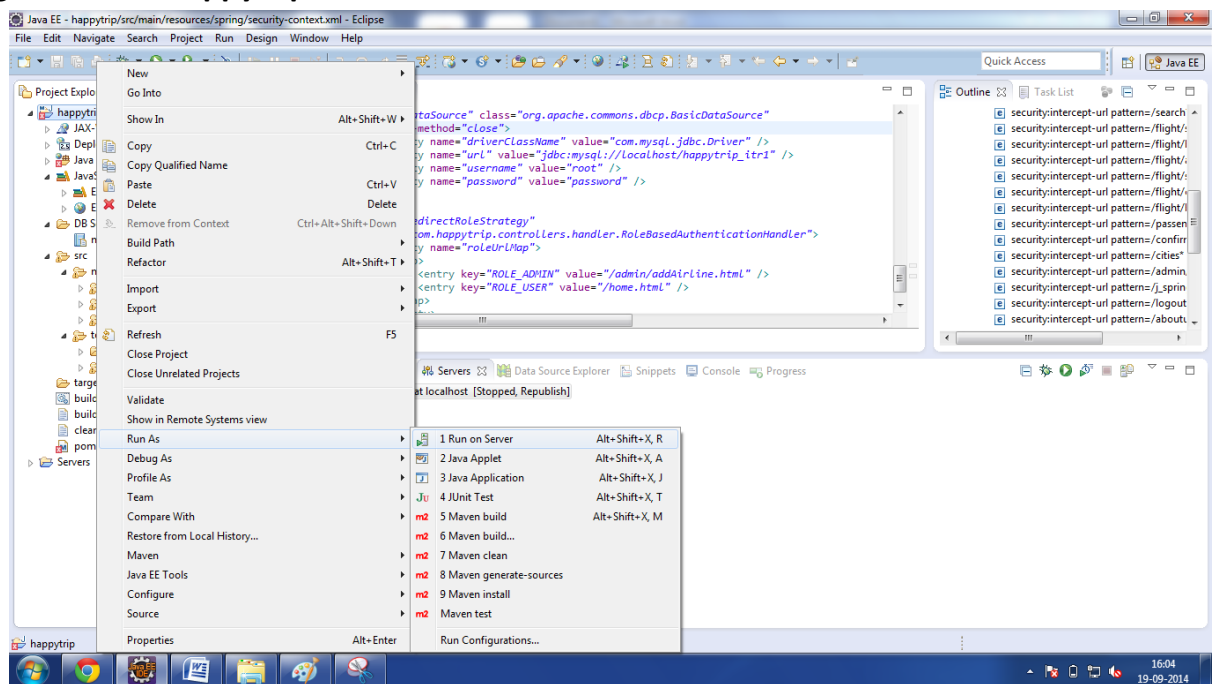 Java EE - happytrip/src/main/resources/spring/security-context.xml - Eclipse
File Edit Navigate Search Project Run Design Window Help
Quick Access
Java EE
Project Explo
happytri
JAX-
Depl
Java
JavaS
E
E
DB S
src
target
build
build
clear
pom
Servers
New
Go Into
Show In Alt+Shift+W
Copy Ctrl+C
Copy Qualified Name
Paste Ctrl+V
Delete Delete
Remove from Context Ctrl+Alt+Shift+Down
Build Path
Refactor Alt+Shift+T
Import
Export
Refresh F5
Close Project
Close Unrelated Projects
Validate
Show in Remote Systems view
Run As
Debug As
Profile As
Team
Compare With
Restore from Local History...
Maven
Java EE Tools
Configure
Source
Properties Alt+Enter
1 Run on Server Alt+Shift+X, R
2 Java Applet Alt+Shift+X, A
3 Java Application Alt+Shift+X, J
4 JUnit Test Alt+Shift+X, T
5 Maven build Alt+Shift+X, M
6 Maven build...
7 Maven clean
8 Maven generate-sources
9 Maven install
Maven test
Run Configurations...
taSource" class="org.apache.commons.dbcp.BasicDataSource"
-method="close">
y name="driverClassName" value="com.mysql.jdbc.Driver" />
y name="url" value="jdbc:mysql://localhost/happytrip_itr1" />
y name="username" value="root" />
y name="password" value="password" />
edirectRoleStrategy"
om.happytrip.controllers.handler.RoleBasedAuthenticationHandler">
y name="roleUrlMap">
>
<entry key="ROLE_ADMIN" value="/admin/addAirline.html" />
<entry key="ROLE_USER" value="/home.html" />
ap>
Servers Data Source Explorer Snippets Console Progress
at localhost [Stopped, Republish]
Outline Task List
security:intercept-url pattern=/search
security:intercept-url pattern=/flight/
security:intercept-url pattern=/flight/l
security:intercept-url pattern=/flight/
security:intercept-url pattern=/flight/
security:intercept-url pattern=/flight/
security:intercept-url pattern=/flight/l
security:intercept-url pattern=/passen
security:intercept-url pattern=/confirr
security:intercept-url pattern=/cities*
security:intercept-url pattern=/admin
security:intercept-url pattern=/j_sprin
security:intercept-url pattern=/logout
security:intercept-url pattern=/aboutu
happytrip
16:04
19-09-2014